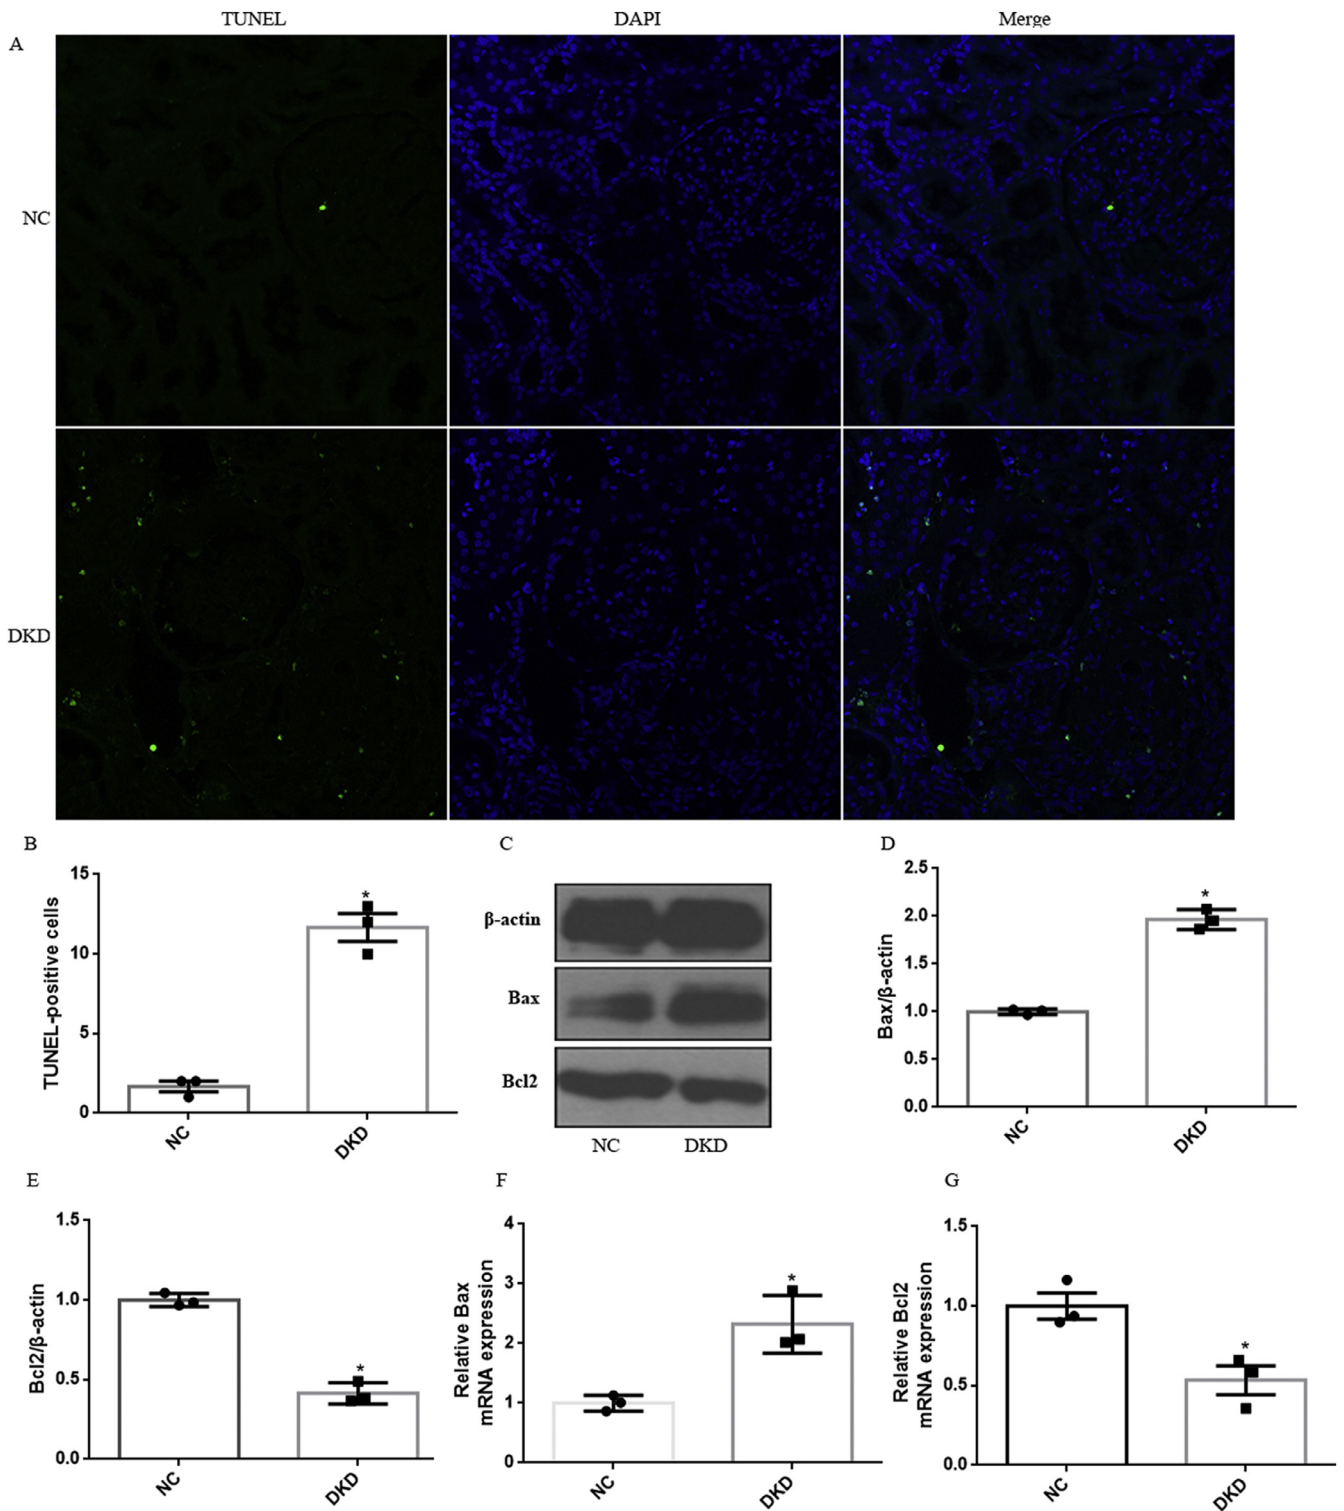 TUNEL DAPI Merge
A
NC
DKD
B
C
D
TUNEL-positive cells
15
10
5
0
*
NC
DKD
β-actin
Bax
Bcl2
NC DKD
Bax/β-actin
2.5
2.0
1.5
1.0
0.5
0.0
*
NC
DKD
E
F
G
Bcl2/β-actin
1.5
1.0
0.5
0.0
*
NC
DKD
Relative Bax
mRNA expression
4
3
2
1
0
*
NC
DKD
Relative Bcl2
mRNA expression
1.5
1.0
0.5
0.0
*
NC
DKD